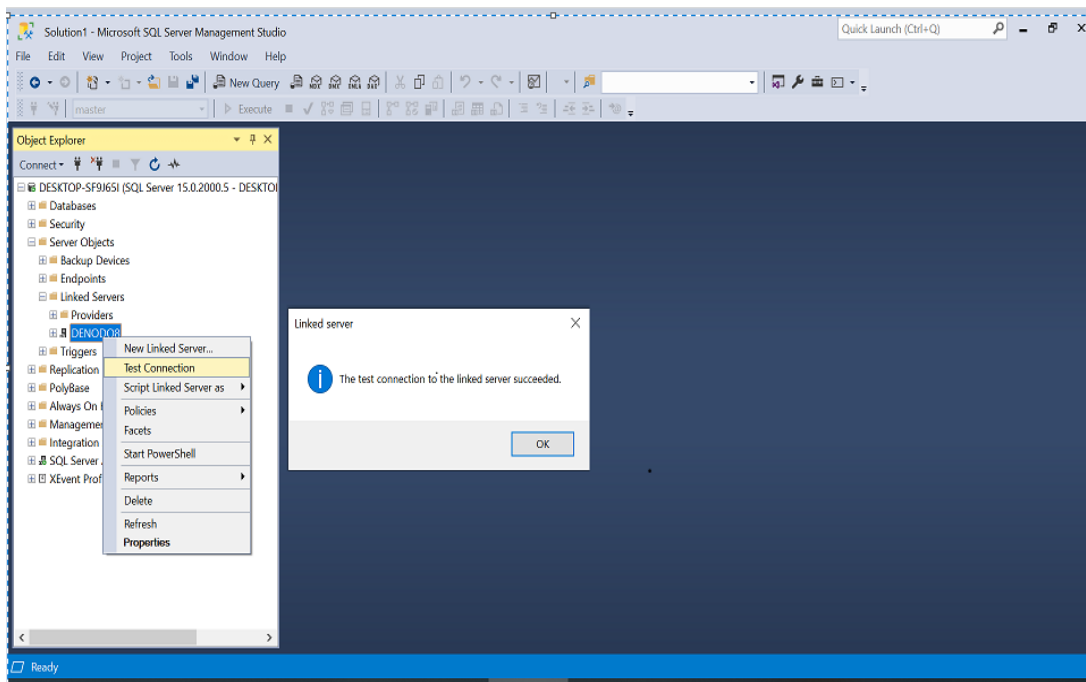 Solution1 - Microsoft SQL Server Management Studio
Quick Launch (Ctrl+Q)
File Edit View Project Tools Window Help
New Query
master
Execute
Object Explorer
Connect
DESKTOP-SF9J65I (SQL Server 15.0.2000.5 - DESKTO
Databases
Security
Server Objects
Backup Devices
Endpoints
Linked Servers
Providers
DENODO8
Triggers
Replication
PolyBase
Always On
Managemen
Integration
SQL Server
XEvent Prof
New Linked Server...
Test Connection
Script Linked Server as
Policies
Facets
Start PowerShell
Reports
Delete
Refresh
Properties
Linked server
The test connection to the linked server succeeded.
OK
Ready